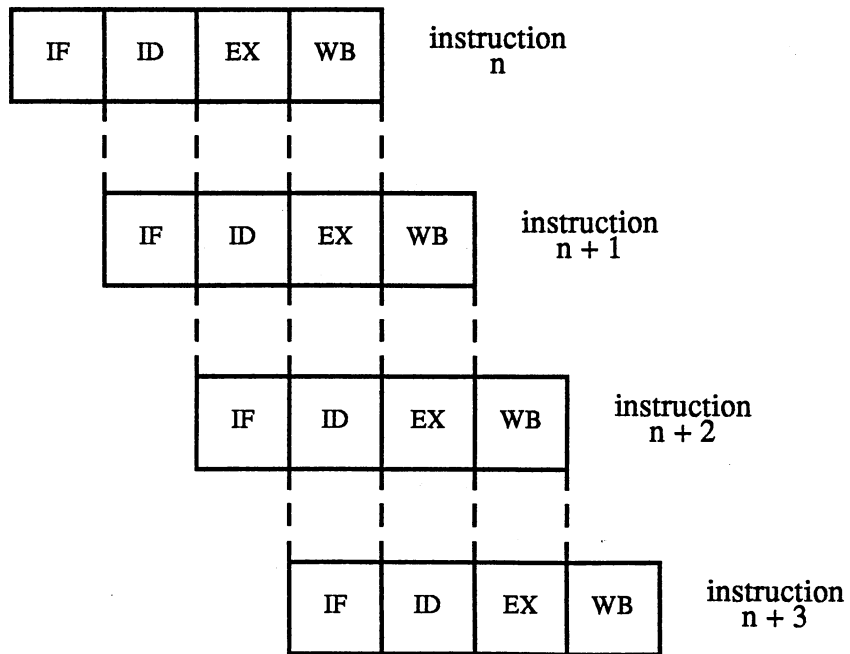 IF ID EX WB
instruction
n
IF ID EX WB
instruction
n + 1
IF ID EX WB
instruction
n + 2
IF ID EX WB
instruction
n + 3